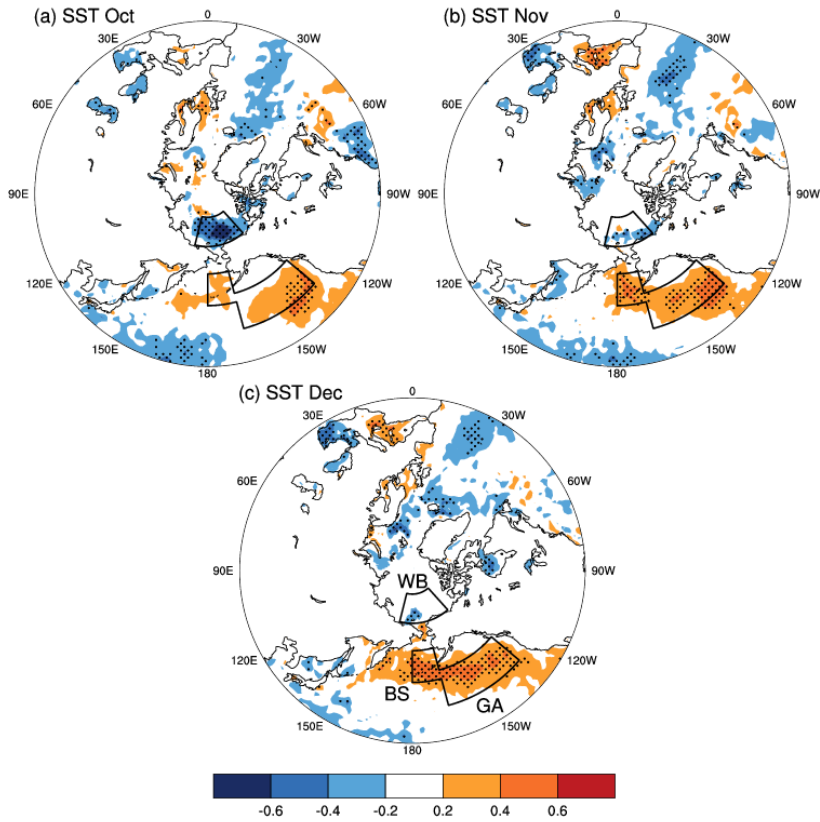 (a) SST Oct
0
30E
30W
60E
60W
90E
120E
150E
180
150W
(b) SST Nov
0
30E
30W
60E
60W
90E
90W
120E
120W
150E
180
150W
90W
120W
(c) SST Dec
0
30E
30W
60E
60W
90E
90W
WB
120E
120W
BS
GA
150E
150W
180
-0.6 -0.4 -0.2 0.2 0.4 0.6